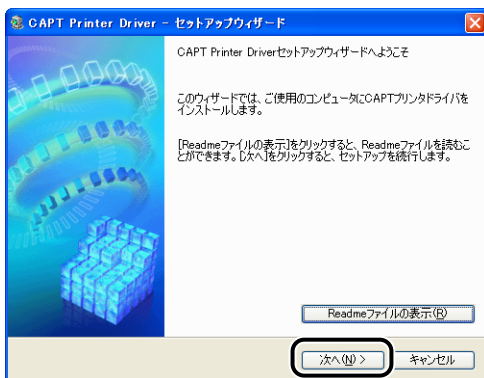 CAPT Printer Driver - セットアップウィザード
CAPT Printer Driverセットアップウィザードへようこそ
このウィザードでは、ご使用のコンピュータにCAPTプリンタドライバを
インストールします。
[Readmeファイルの表示]をクリックすると、Readmeファイルを読むこ
とができます。[次へ]をクリックすると、セットアップを続行します。
Readmeファイルの表示(R)
次へ(N) >
キャンセル